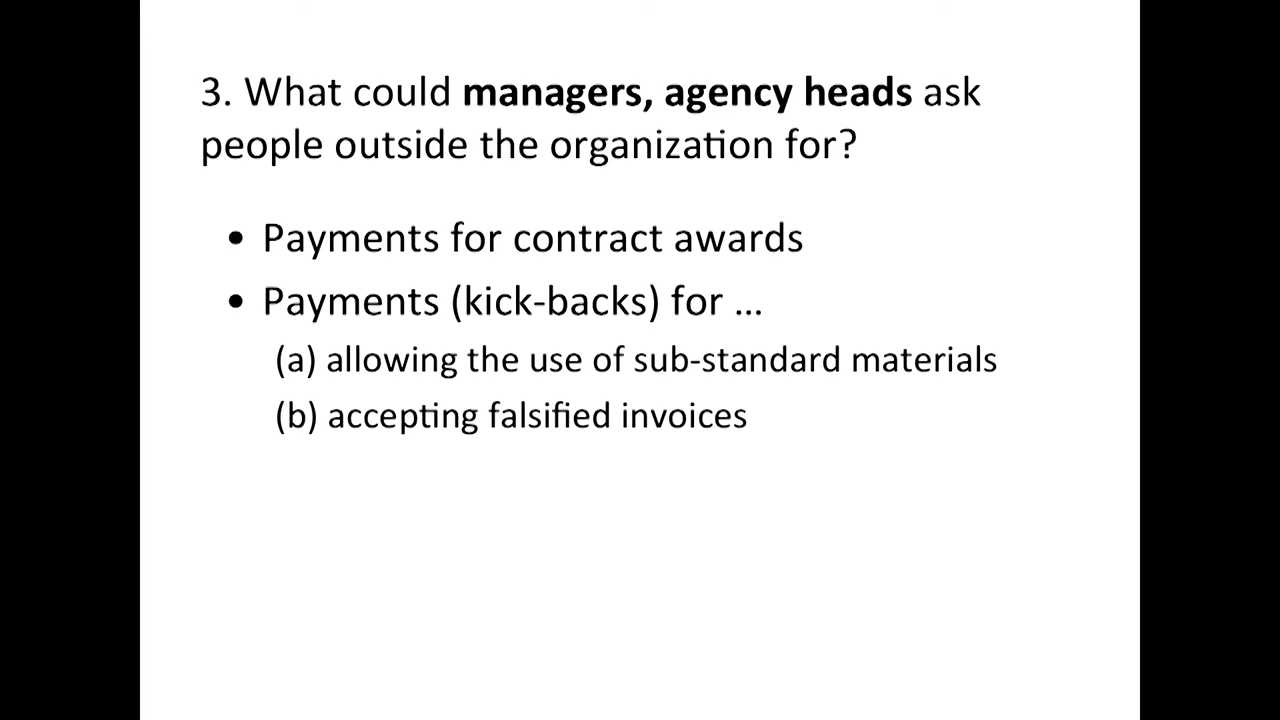 3. What could managers, agency heads ask
people outside the organization for?
• Payments for contract awards
• Payments (kick-backs) for ...
(a) allowing the use of sub-standard materials
(b) accepting falsified invoices